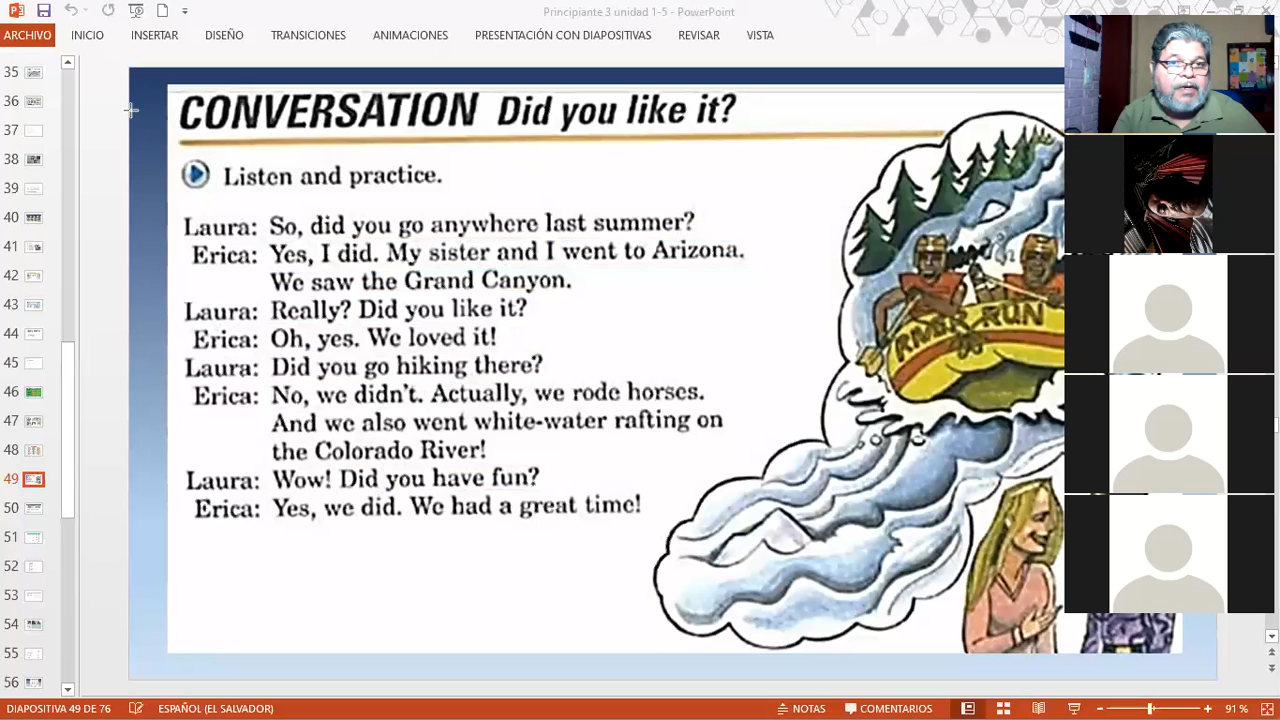 Principiante 3 unidad 1-5 - PowerPoint
ARCHIVO INICIO INSERTAR DISEÑO TRANSICIONES ANIMACIONES PRESENTACIÓN CON DIAPOSITIVAS REVISAR VISTA
35
36
37
38
39
40
41
42
43
44
45
46
47
48
49
50
51
52
53
54
55
56
CONVERSATION Did you like it?
Listen and practice.
Laura: So, did you go anywhere last summer?
Erica: Yes, I did. My sister and I went to Arizona.
We saw the Grand Canyon.
Laura: Really? Did you like it?
Erica: Oh, yes. We loved it!
Laura: Did you go hiking there?
Erica: No, we didn't. Actually, we rode horses.
And we also went white-water rafting on
the Colorado River!
Laura: Wow! Did you have fun?
Erica: Yes, we did. We had a great time!
RIVER RUN
DIAPOSITIVA 49 DE 76 ESPAÑOL (EL SALVADOR) NOTAS COMENTARIOS 91 %